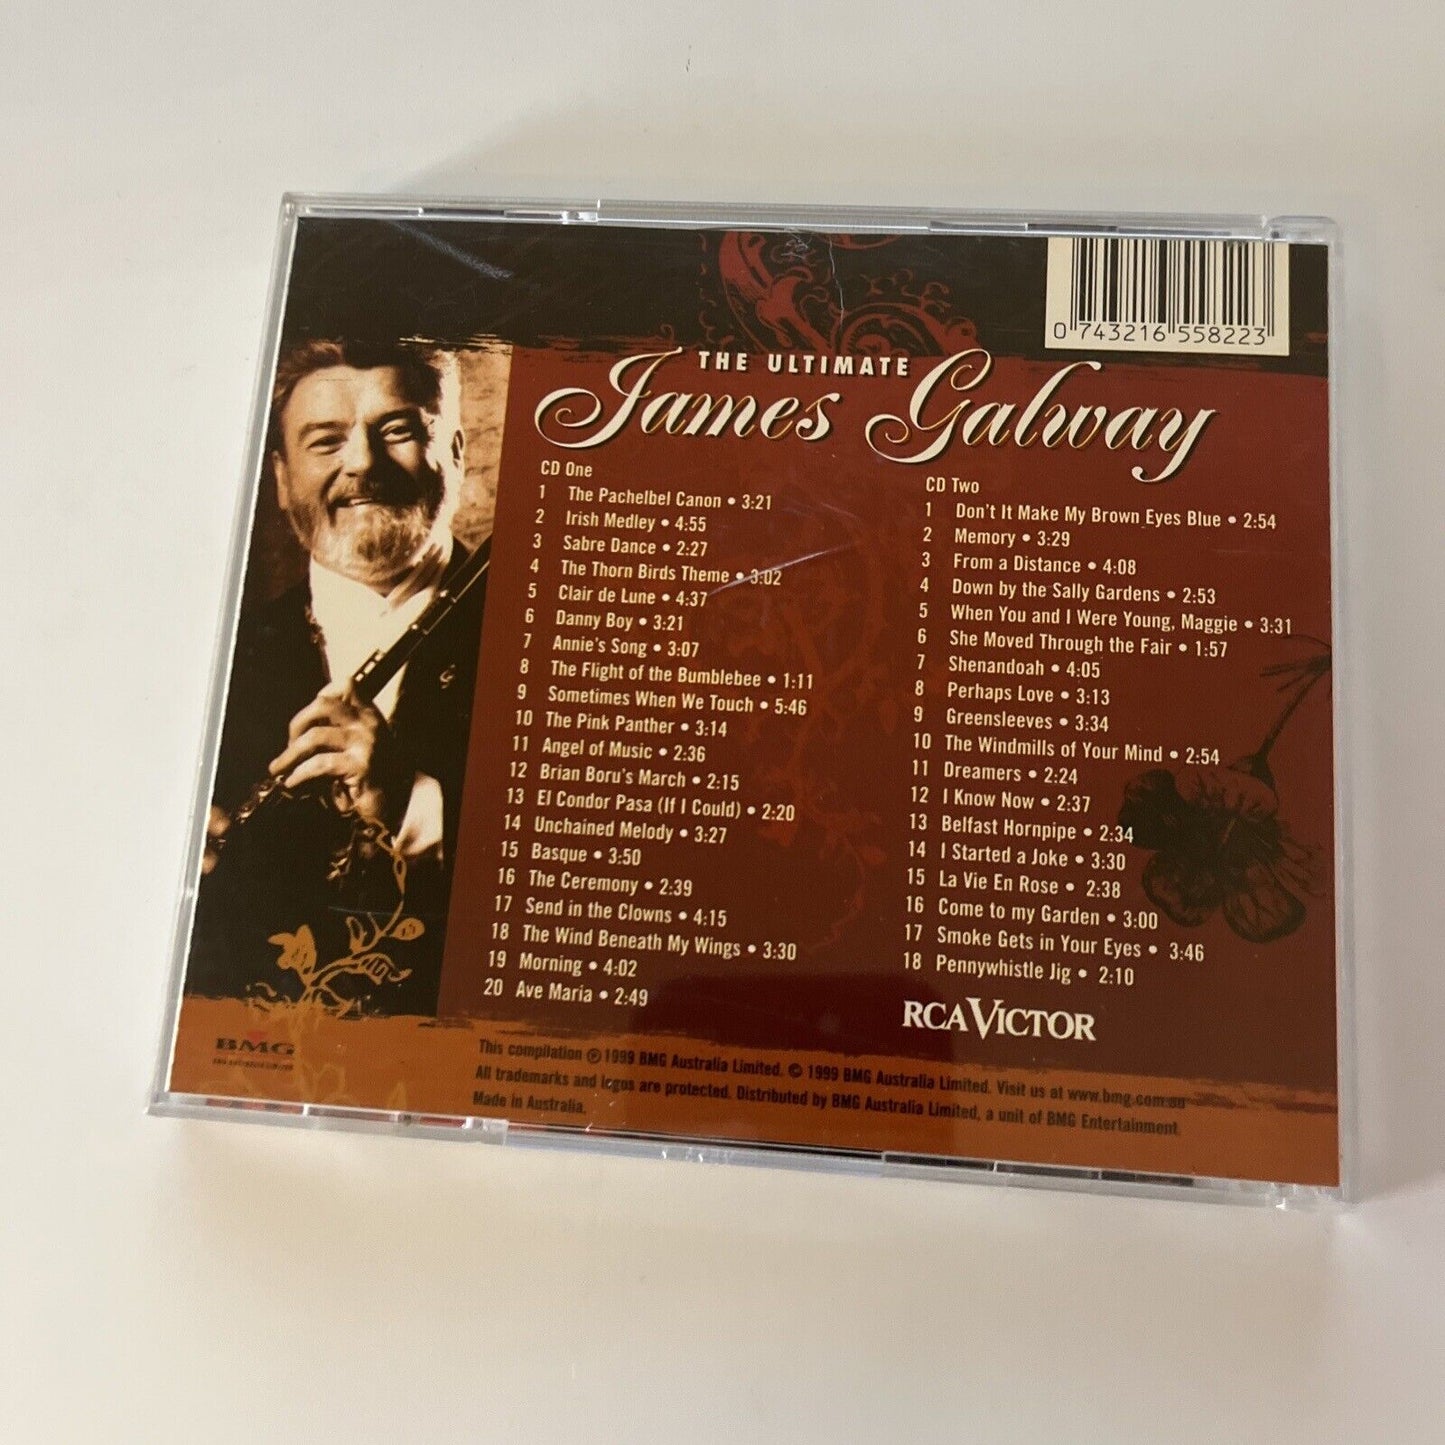 0 743216 558223
THE ULTIMATE
James Galway
CD One
1 The Pachelbel Canon • 3:21
2 Irish Medley • 4:55
3 Sabre Dance • 2:27
4 The Thorn Birds Theme • 3:02
5 Clair de Lune • 4:37
6 Danny Boy • 3:21
7 Annie's Song • 3:07
8 The Flight of the Bumblebee • 1:11
9 Sometimes When We Touch • 5:46
10 The Pink Panther • 3:14
11 Angel of Music • 2:36
12 Brian Boru's March • 2:15
13 El Condor Pasa (If I Could) • 2:20
14 Unchained Melody • 3:27
15 Basque • 3:50
16 The Ceremony • 2:39
17 Send in the Clowns • 4:15
18 The Wind Beneath My Wings • 3:30
19 Morning • 4:02
20 Ave Maria • 2:49
CD Two
1 Don't It Make My Brown Eyes Blue • 2:54
2 Memory • 3:29
3 From a Distance • 4:08
4 Down by the Sally Gardens • 2:53
5 When You and I Were Young, Maggie • 3:31
6 She Moved Through the Fair • 1:57
7 Shenandoah • 4:05
8 Perhaps Love • 3:13
9 Greensleeves • 3:34
10 The Windmills of Your Mind • 2:54
11 Dreamers • 2:24
12 I Know Now • 2:37
13 Belfast Hornpipe • 2:34
14 I Started a Joke • 3:30
15 La Vie En Rose • 2:38
16 Come to my Garden • 3:00
17 Smoke Gets in Your Eyes • 3:46
18 Pennywhistle Jig • 2:10
RCA VICTOR
BMG
BMG AUSTRALIA LIMITED
This compilation ℗ 1999 BMG Australia Limited. © 1999 BMG Australia Limited. Visit us at www.bmg.com.au
All trademarks and logos are protected. Distributed by BMG Australia Limited, a unit of BMG Entertainment.
Made in Australia.